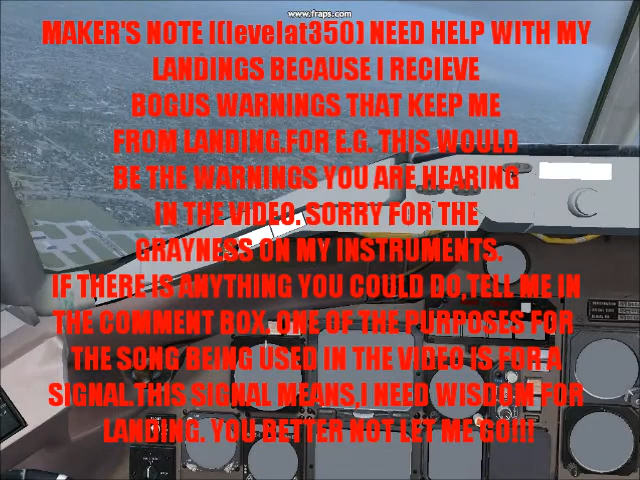 www.fraps.com
MAKER'S NOTE I(levelat350) NEED HELP WITH MY
LANDINGS BECAUSE I RECIEVE
BOGUS WARNINGS THAT KEEP ME
FROM LANDING.FOR E.G. THIS WOULD
BE THE WARNINGS YOU ARE HEARING
IN THE VIDEO. SORRY FOR THE
GRAYNESS ON MY INSTRUMENTS.
IF THERE IS ANYTHING YOU COULD DO,TELL ME IN
THE COMMENT BOX. ONE OF THE PURPOSES FOR
THE SONG BEING USED IN THE VIDEO IS FOR A
SIGNAL.THIS SIGNAL MEANS,I NEED WISDOM FOR
LANDING. YOU BETTER NOT LET ME GO!!!